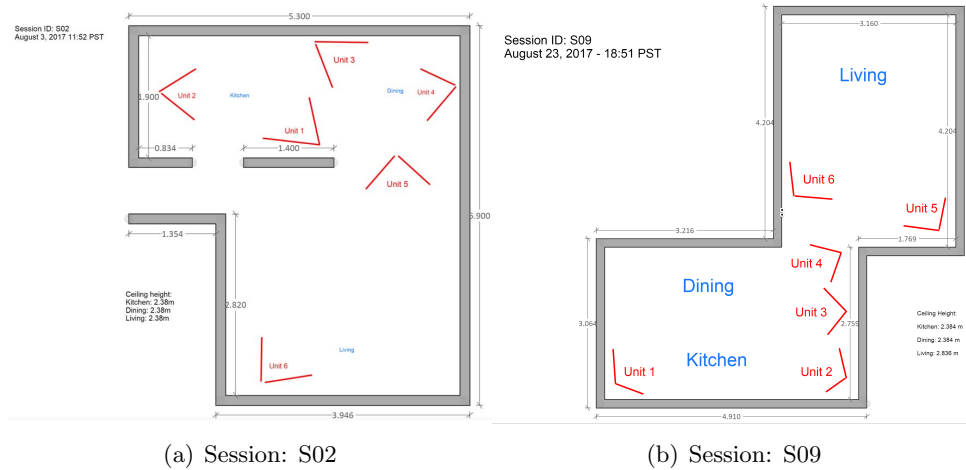 Session ID: S02
August 3, 2017 11:52 PST
5.300
Unit 3
1.900
Unit 2
Kitchen
Dining
Unit 4
Unit 1
0.834
1.400
Unit 5
5.900
1.354
2.820
Ceiling height:
Kitchen: 2.38m
Dining: 2.38m
Living: 2.38m
Living
Unit 6
3.946
(a) Session: S02
Session ID: S09
August 23, 2017 - 18:51 PST
3.160
Living
4.204
4.204
Unit 6
Unit 5
3.216
1.769
Unit 4
Dining
Unit 3
3.064
2.759
Ceiling Height:
Kitchen: 2.384 m
Dining: 2.384 m
Living: 2.836 m
Kitchen
Unit 1
Unit 2
4.910
(b) Session: S09